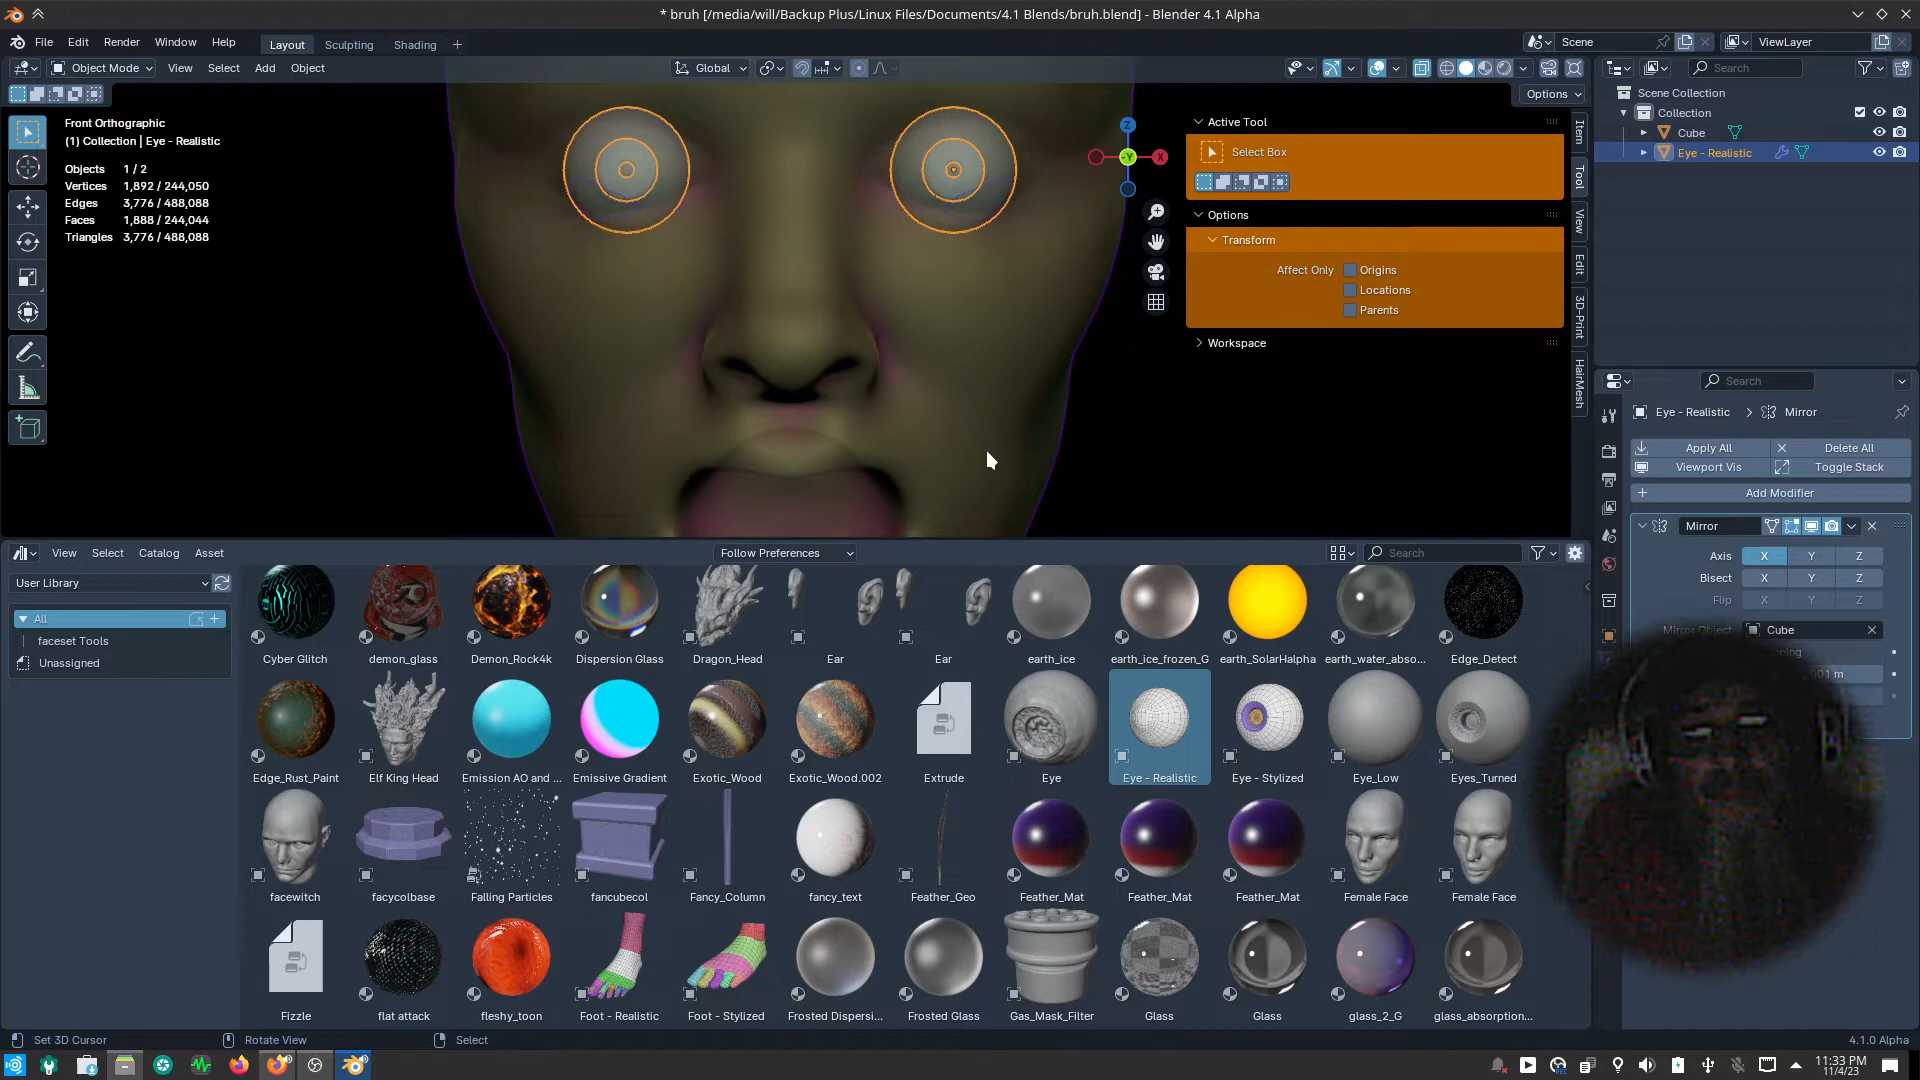 * bruh [/media/will/Backup Plus/Linux Files/Documents/4.1 Blends/bruh.blend] - Blender 4.1 Alpha
File Edit Render Window Help Layout Sculpting Shading + Scene ViewLayer
Object Mode View Select Add Object Global Search
Options
Front Orthographic
(1) Collection | Eye - Realistic
Objects 1 / 2
Vertices 1,892 / 244,050
Edges 3,776 / 488,088
Faces 1,888 / 244,044
Triangles 3,776 / 488,088
Z
-Y
X
Active Tool
Select Box
Options
Transform
Affect Only Origins
Locations
Parents
Workspace
Item
Tool
View
Edit
3D-Print
HairMesh
Scene Collection
Collection
Cube
Eye - Realistic
Search
Eye - Realistic > Mirror
Apply All Delete All
Viewport Vis Toggle Stack
Add Modifier
Mirror
Axis X Y Z
Bisect X Y Z
Flip X Y Z
Mirror Object Cube
View Select Catalog Asset Follow Preferences Search
User Library
All
faceset Tools
Unassigned
Cyber Glitch demon_glass Demon_Rock4k Dispersion Glass Dragon_Head Ear Ear earth_ice earth_ice_frozen_G earth_SolarHalpha earth_water_abso... Edge_Detect
Edge_Rust_Paint Elf King Head Emission AO and ... Emissive Gradient Exotic_Wood Exotic_Wood.002 Extrude Eye Eye - Realistic Eye - Stylized Eye_Low Eyes_Turned
facewitch facycolbase Falling Particles fancubecol Fancy_Column fancy_text Feather_Geo Feather_Mat Feather_Mat Feather_Mat Female Face Female Face
Fizzle flat attack fleshy_toon Foot - Realistic Foot - Stylized Frosted Dispersi... Frosted Glass Gas_Mask_Filter Glass Glass glass_2_G glass_absorption...
Set 3D Cursor Rotate View Select 4.1.0 Alpha
11:33 PM
11/4/23